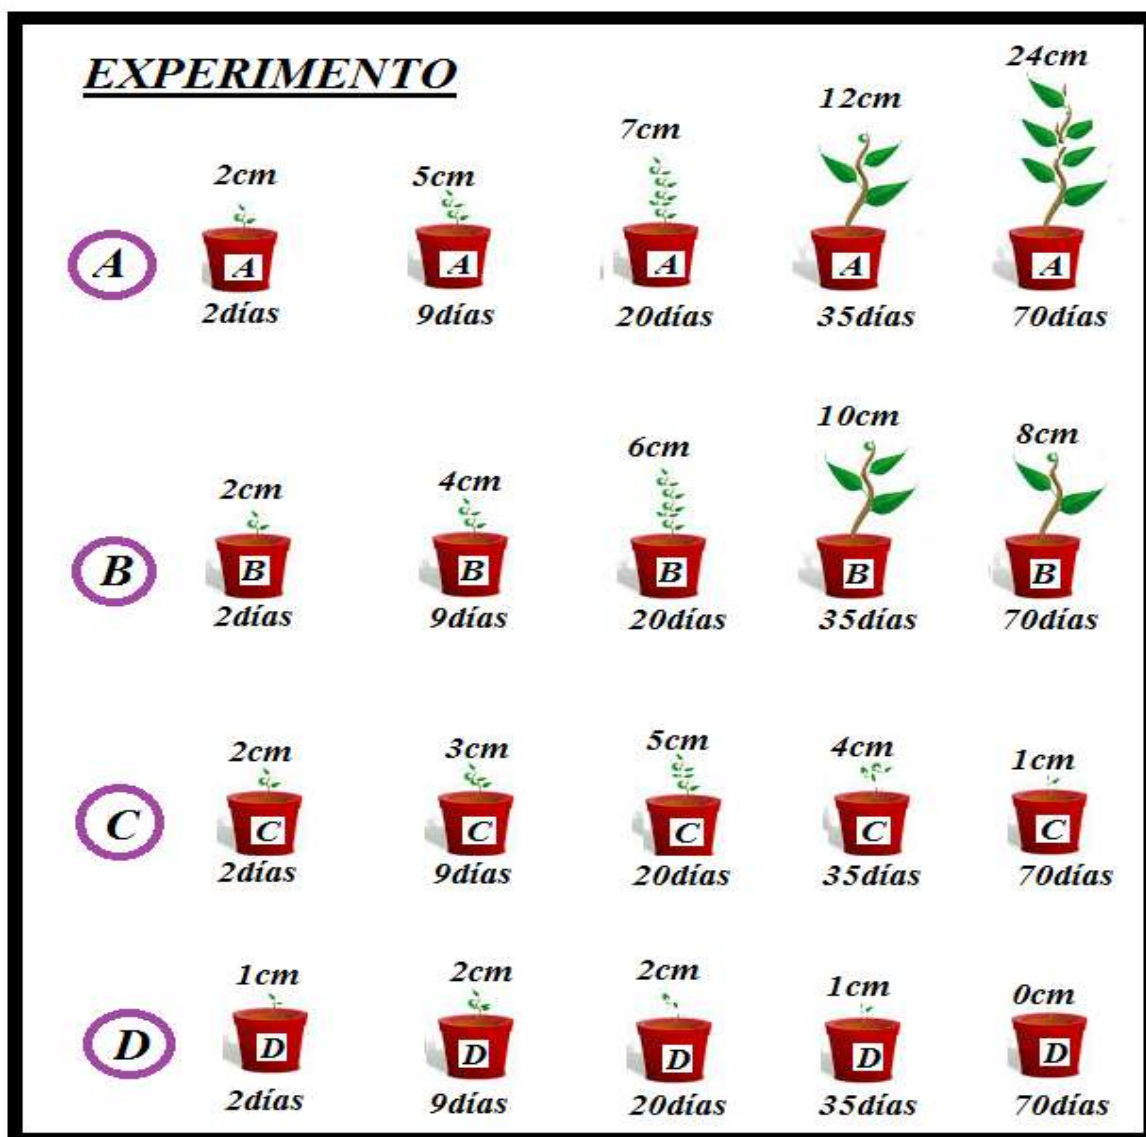 EXPERIMENTO
2cm 5cm 7cm 12cm 24cm
A A A A A A
2días 9días 20días 35días 70días
2cm 4cm 6cm 10cm 8cm
B B B B B B
2días 9días 20días 35días 70días
2cm 3cm 5cm 4cm 1cm
C C C C C C
2días 9días 20días 35días 70días
1cm 2cm 2cm 1cm 0cm
D D D D D D
2días 9días 20días 35días 70días